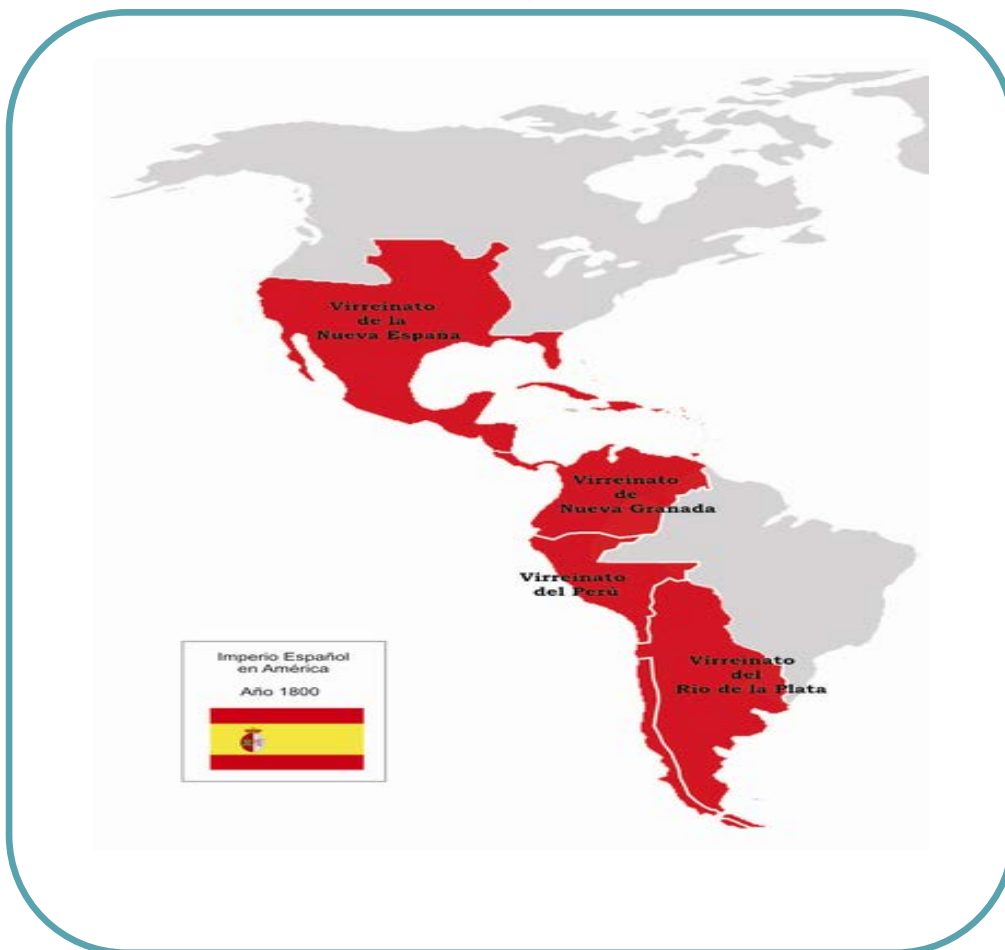 Virreinato
de la
Nueva España
Virreinato
de
Nueva Granada
Virreinato
del Perú
Virreinato
del
Rio de la Plata
Imperio Español
en América
Año 1800